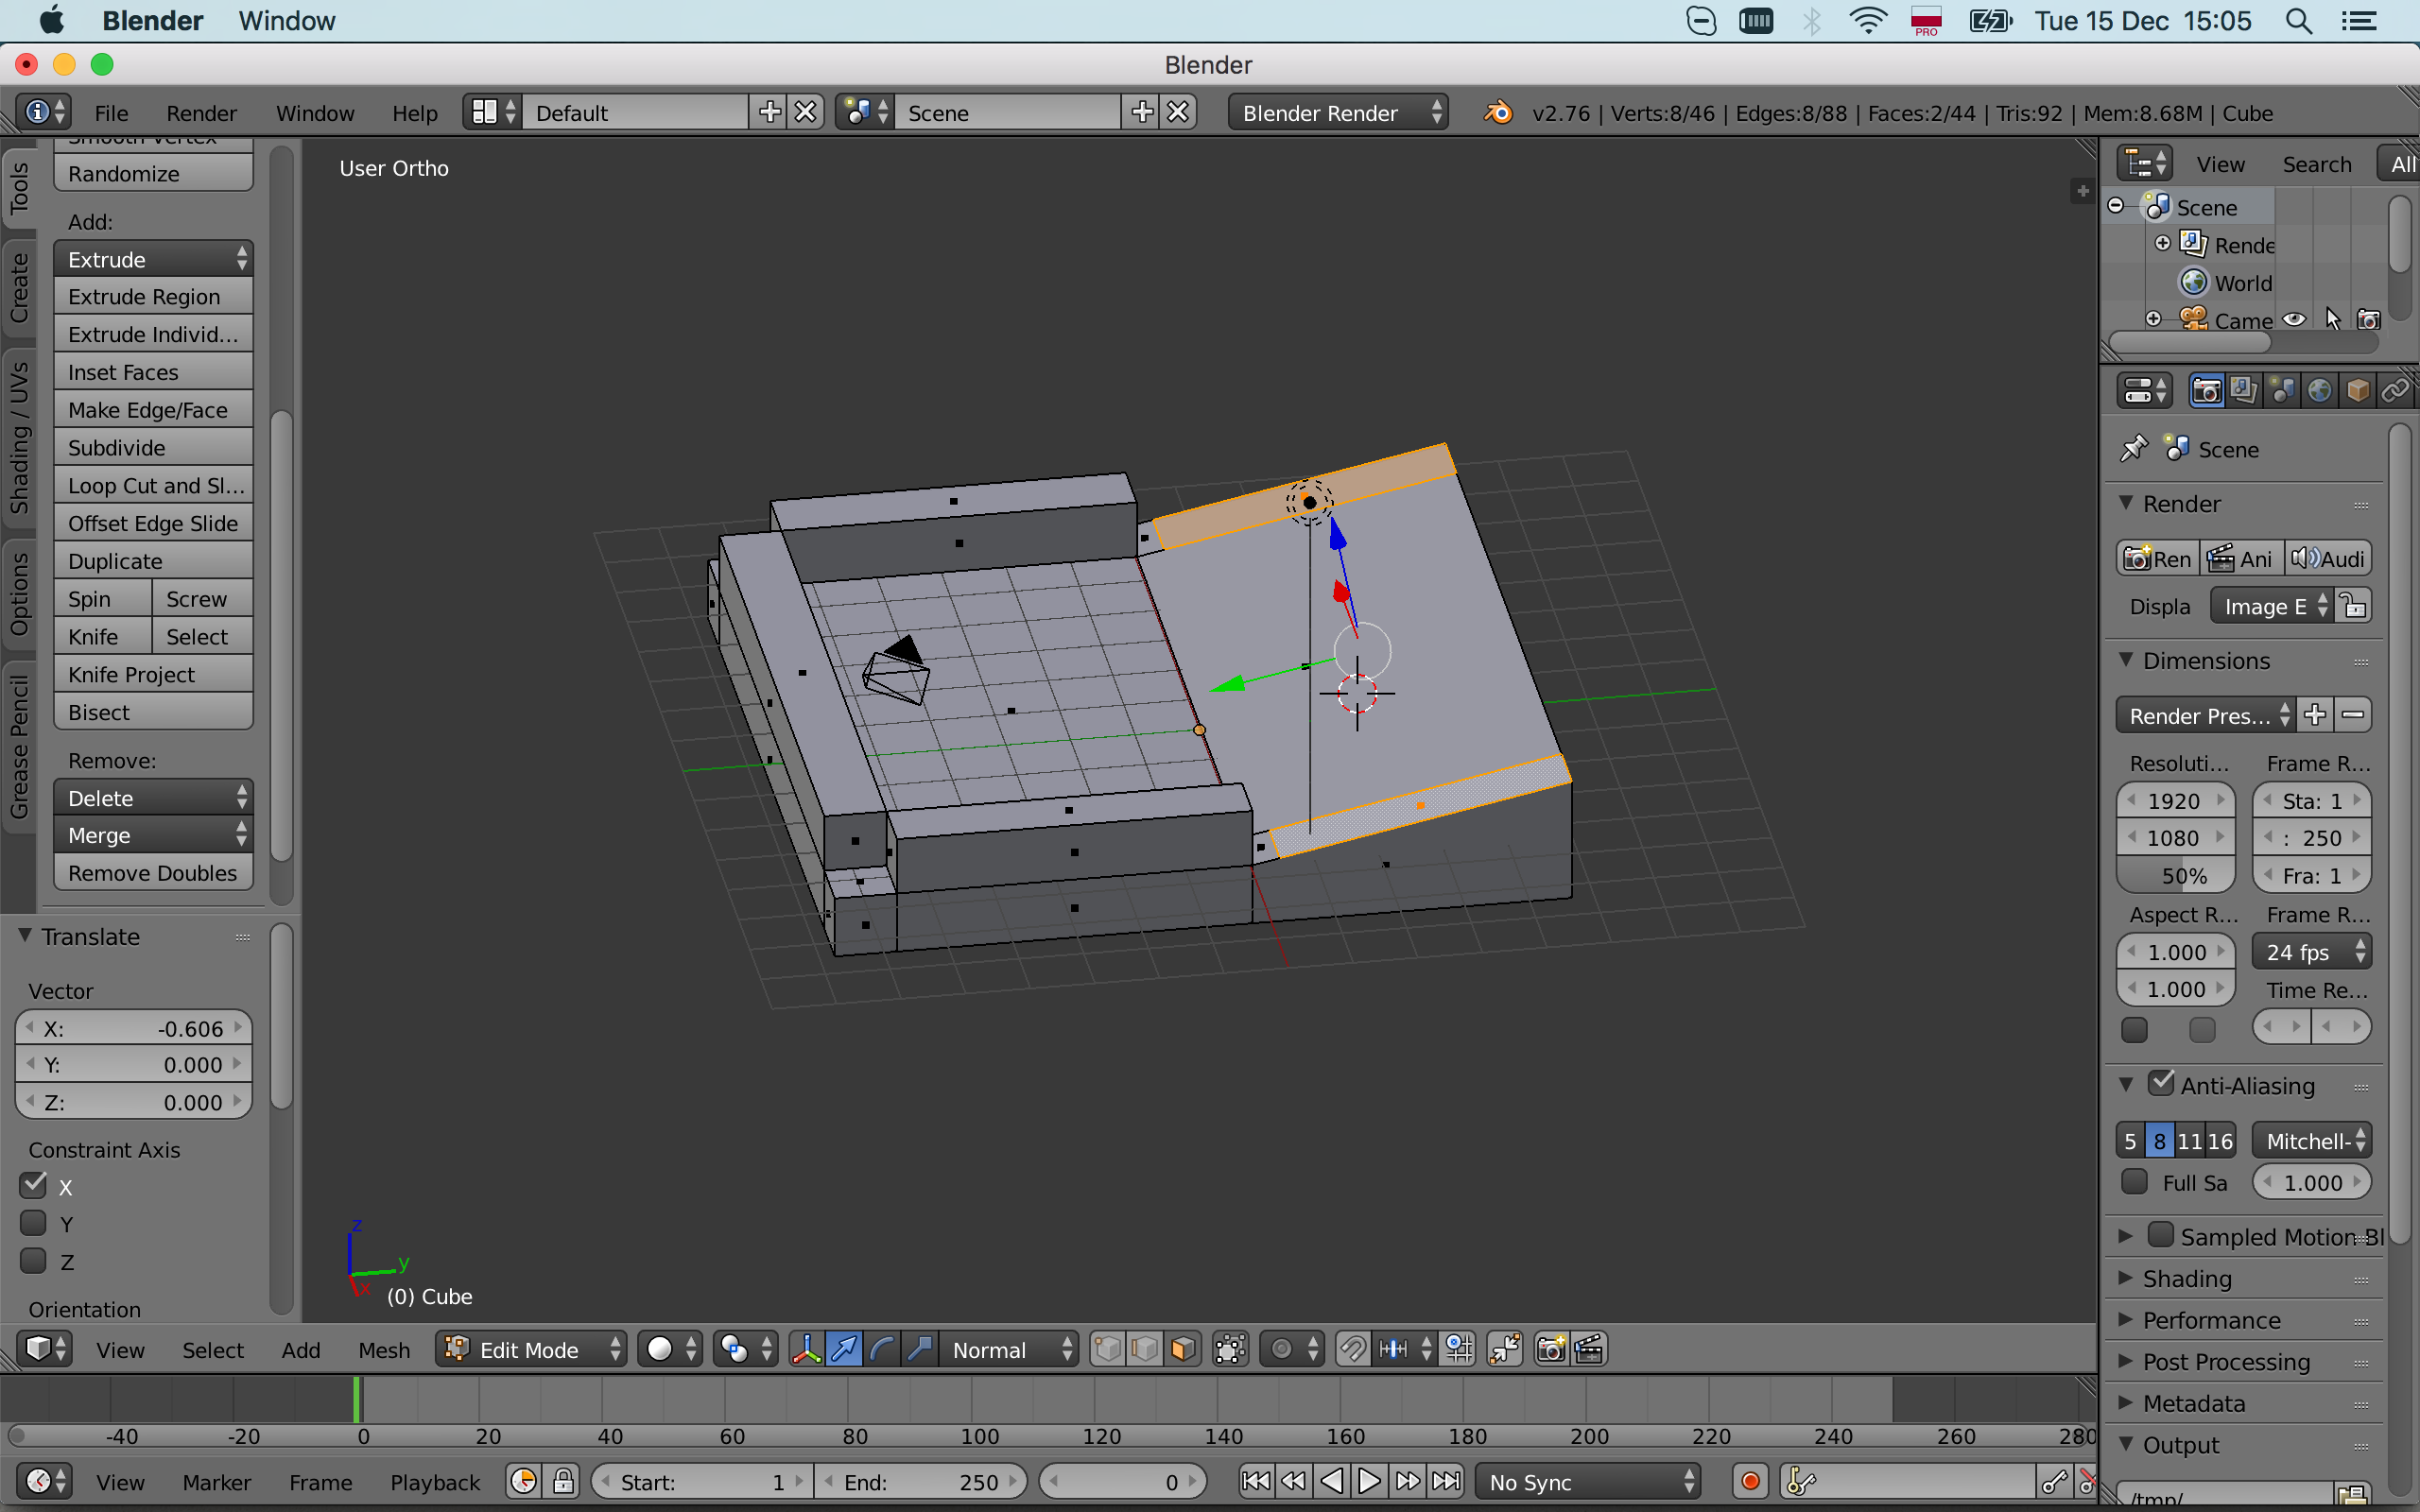 Blender Window PRO Tue 15 Dec 15:05
Blender
File Render Window Help Default Scene Blender Render v2.76 | Verts:8/46 | Edges:8/88 | Faces:2/44 | Tris:92 | Mem:8.68M | Cube
Tools
Create
Shading / UVs
Options
Grease Pencil
Smooth Vertex
Randomize
Add:
Extrude
Extrude Region
Extrude Individ...
Inset Faces
Make Edge/Face
Subdivide
Loop Cut and Sl...
Offset Edge Slide
Duplicate
Spin Screw
Knife Select
Knife Project
Bisect
Remove:
Delete
Merge
Remove Doubles
Translate
Vector
X: -0.606
Y: 0.000
Z: 0.000
Constraint Axis
X
Y
Z
Orientation
User Ortho
z
y
x
(0) Cube
View Select Add Mesh Edit Mode Normal
-40 -20 0 20 40 60 80 100 120 140 160 180 200 220 240 260 280
View Marker Frame Playback Start: 1 End: 250 0 No Sync
View Search All
Scene
Rende
World
Came
Scene
Render
Ren Ani Audi
Displa Image E
Dimensions
Render Pres...
Resoluti... Frame R...
1920 Sta: 1
1080 : 250
50% Fra: 1
Aspect R... Frame R...
1.000 24 fps
1.000 Time Re...
Anti-Aliasing
5 8 11 16 Mitchell-
Full Sa 1.000
Sampled Motion Bl
Shading
Performance
Post Processing
Metadata
Output
/tmp/